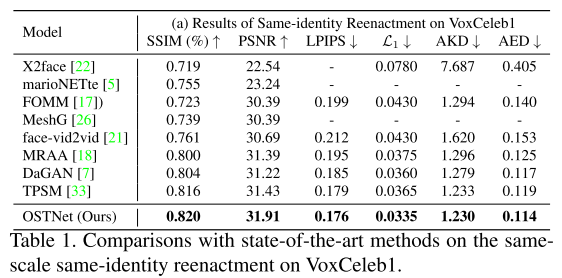 (a) Results of Same-identity Reenactment on VoxCeleb1
Model SSIM (%) ↑ PSNR ↑ LPIPS ↓ ℒ₁ ↓ AKD ↓ AED ↓
X2face [22] 0.719 22.54 - 0.0780 7.687 0.405
marioNETte [5] 0.755 23.24 - - - -
FOMM [17]) 0.723 30.39 0.199 0.0430 1.294 0.140
MeshG [26] 0.739 30.39 - - - -
face-vid2vid [21] 0.761 30.69 0.212 0.0430 1.620 0.153
MRAA [18] 0.800 31.39 0.195 0.0375 1.296 0.125
DaGAN [7] 0.804 31.22 0.185 0.0360 1.279 0.117
TPSM [33] 0.816 31.43 0.179 0.0365 1.233 0.119
OSTNet (Ours) 0.820 31.91 0.176 0.0335 1.230 0.114
Table 1. Comparisons with state-of-the-art methods on the same-
scale same-identity reenactment on VoxCeleb1.